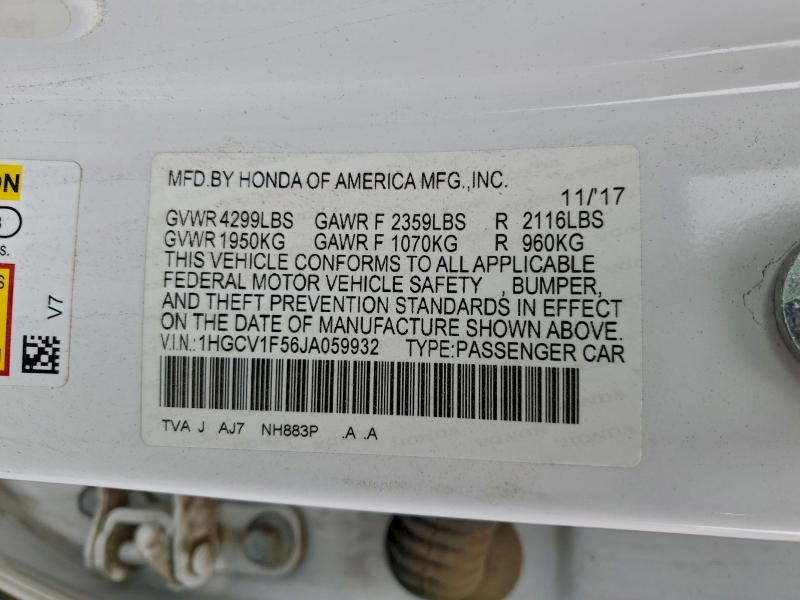 MFD.BY HONDA OF AMERICA MFG.,INC.
11/'17
GVWR 4299LBS GAWR F 2359LBS R 2116LBS
GVWR 1950KG GAWR F 1070KG R 960KG
THIS VEHICLE CONFORMS TO ALL APPLICABLE
FEDERAL MOTOR VEHICLE SAFETY , BUMPER,
AND THEFT PREVENTION STANDARDS IN EFFECT
ON THE DATE OF MANUFACTURE SHOWN ABOVE.
V.I.N.:1HGCV1F56JA059932 TYPE:PASSENGER CAR
TVA J AJ7 NH883P .A .A
V7